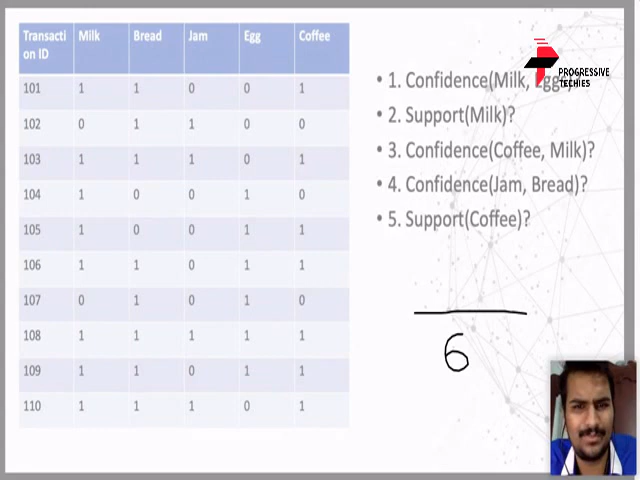 Transacti on ID Milk Bread Jam Egg Coffee
101 1 1 0 0 1
102 0 1 1 0 0
103 1 1 1 0 1
104 1 0 0 1 0
105 1 0 0 1 1
106 1 1 0 1 1
107 0 1 0 1 0
108 1 1 1 1 1
109 1 1 0 1 1
110 1 1 1 0 1
PROGRESSIVE
TECHIES
• 1. Confidence(Milk, Eggs)?
• 2. Support(Milk)?
• 3. Confidence(Coffee, Milk)?
• 4. Confidence(Jam, Bread)?
• 5. Support(Coffee)?
6